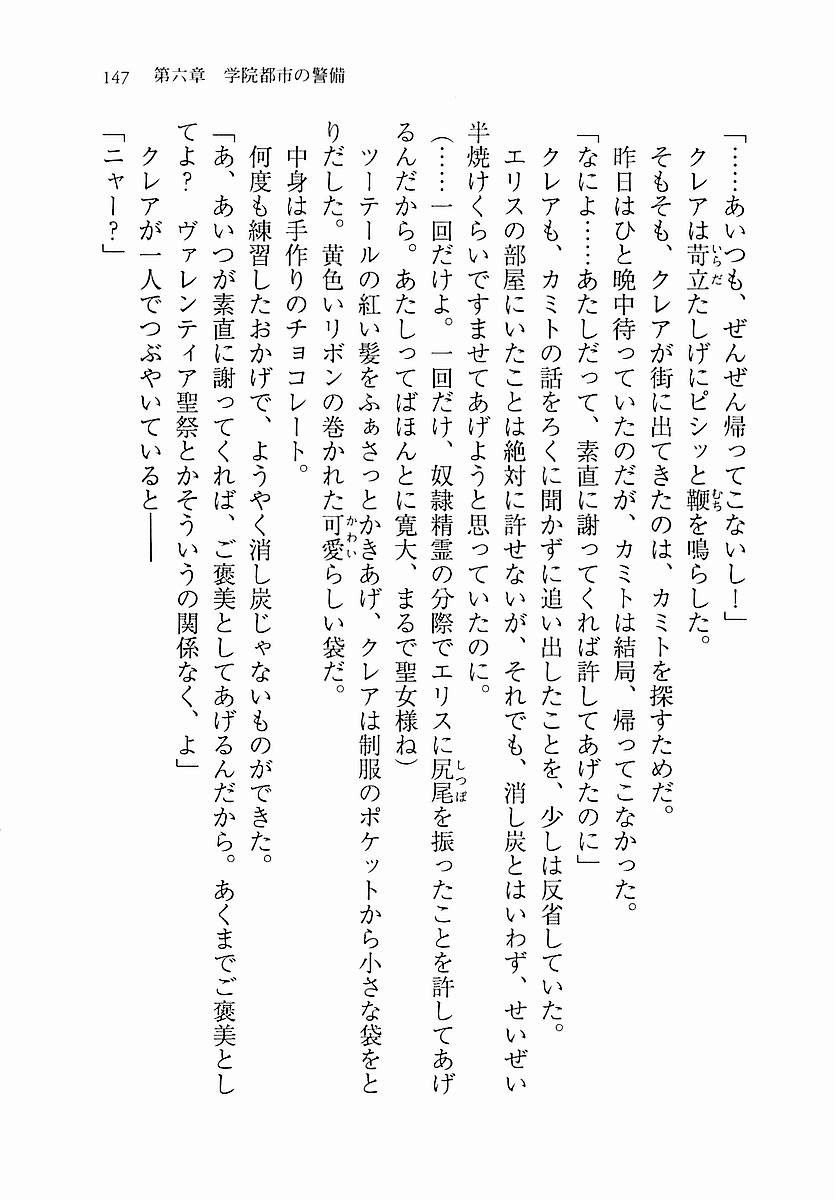 147　第六章　学院都市の警備
「……あいつも、ぜんぜん帰ってこないし！」
クレアは苛立たしげにピシッと鞭を鳴らした。
そもそも、クレアが街に出てきたのは、カミトを探すためだ。
昨日はひと晩中待っていたのだが、カミトは結局、帰ってこなかった。
「なによ……あたしだって、素直に謝ってくれば許してあげたのに」
クレアも、カミトの話をろくに聞かずに追い出したことを、少しは反省していた。
エリスの部屋にいたことは絶対に許せないが、それでも、消し炭とはいわず、せいぜい
半焼けくらいですませてあげようと思っていたのに。
（……一回だけよ。一回だけ、奴隷精霊の分際でエリスに尻尾を振ったことを許してあげ
るんだから。あたしってばほんとに寛大、まるで聖女様ね）
ツーテールの紅い髪をふぁさっとかきあげ、クレアは制服のポケットから小さな袋をと
りだした。黄色いリボンの巻かれた可愛らしい袋だ。
中身は手作りのチョコレート。
何度も練習したおかげで、ようやく消し炭じゃないものができた。
「あ、あいつが素直に謝ってくれば、ご褒美としてあげるんだから。あくまでご褒美とし
てよ？　ヴァレンティア聖祭とかそういうの関係なく、よ」
クレアが一人でつぶやいていると――
「ニャー？」